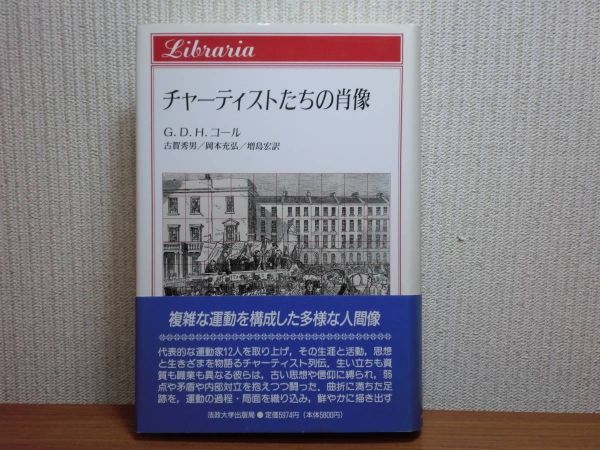 Libraria
チャーティストたちの肖像
G.D.H.コール
古賀秀男/岡本充弘/増島宏訳
複雑な運動を構成した多様な人間像
代表的な運動家12人を取り上げ,その生涯と活動,思想
と生きざまを物語るチャーティスト列伝.生い立ちも資
質も職業も異なる彼らは,古い思想や信仰に縛られ,弱
点や矛盾や内部対立を抱えつつ闘った.曲折に満ちた足
跡を,運動の過程・局面を織り込み,鮮やかに描き出す
法政大学出版局●定価5974円(本体5800円)